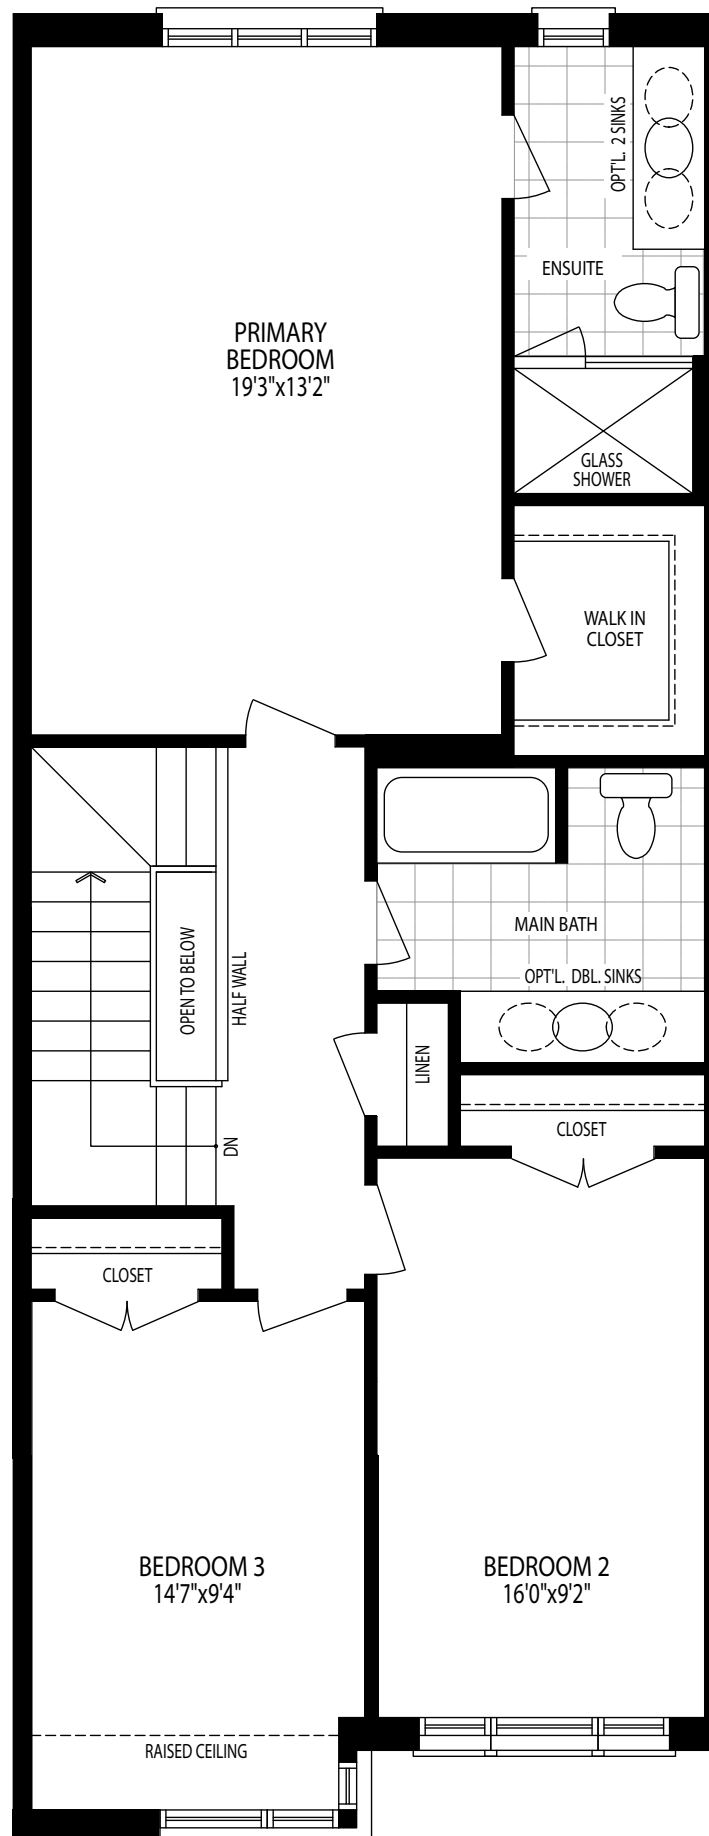 OPT'L. 2 SINKS
ENSUITE
PRIMARY
BEDROOM
19'3"x13'2"
GLASS
SHOWER
WALK IN
CLOSET
MAIN BATH
OPT'L. DBL. SINKS
OPEN TO BELOW
HALF WALL
LINEN
DN
CLOSET
CLOSET
BEDROOM 3
14'7"x9'4"
BEDROOM 2
16'0"x9'2"
RAISED CEILING